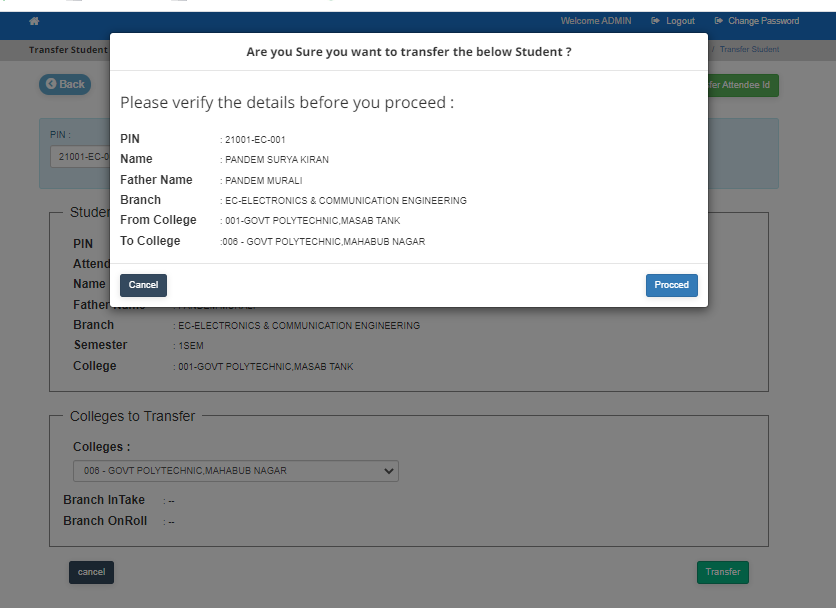 Welcome ADMIN Logout Change Password
Transfer Student / Transfer Student
Are you Sure you want to transfer the below Student ?
Back
Attendee Id
Please verify the details before you proceed :
PIN : 21001-EC-001
Name : PANDEM SURYA KIRAN
Father Name : PANDEM MURALI
Branch : EC-ELECTRONICS & COMMUNICATION ENGINEERING
From College : 001-GOVT POLYTECHNIC,MASAB TANK
To College :006 - GOVT POLYTECHNIC,MAHABUB NAGAR
Cancel Procced
PIN :
21001-EC-0
Studen
PIN
Attend
Name
Father
Branch : EC-ELECTRONICS & COMMUNICATION ENGINEERING
Semester : 1SEM
College : 001-GOVT POLYTECHNIC,MASAB TANK
Colleges to Transfer
Colleges :
006 - GOVT POLYTECHNIC,MAHABUB NAGAR
Branch InTake : --
Branch OnRoll : --
cancel Transfer